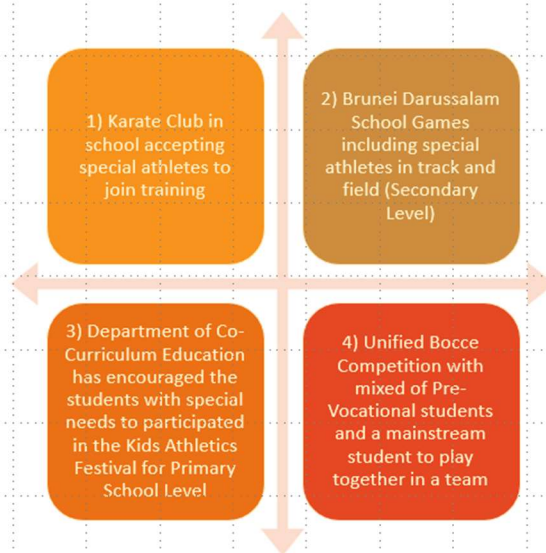 1) Karate Club in
school accepting
special athletes to
join training
2) Brunei Darussalam
School Games
including special
athletes in track and
field (Secondary
Level)
3) Department of Co-
Curriculum Education
has encouraged the
students with special
needs to participated
in the Kids Athletics
Festival for Primary
School Level
4) Unified Bocce
Competition with
mixed of Pre-
Vocational students
and a mainstream
student to play
together in a team